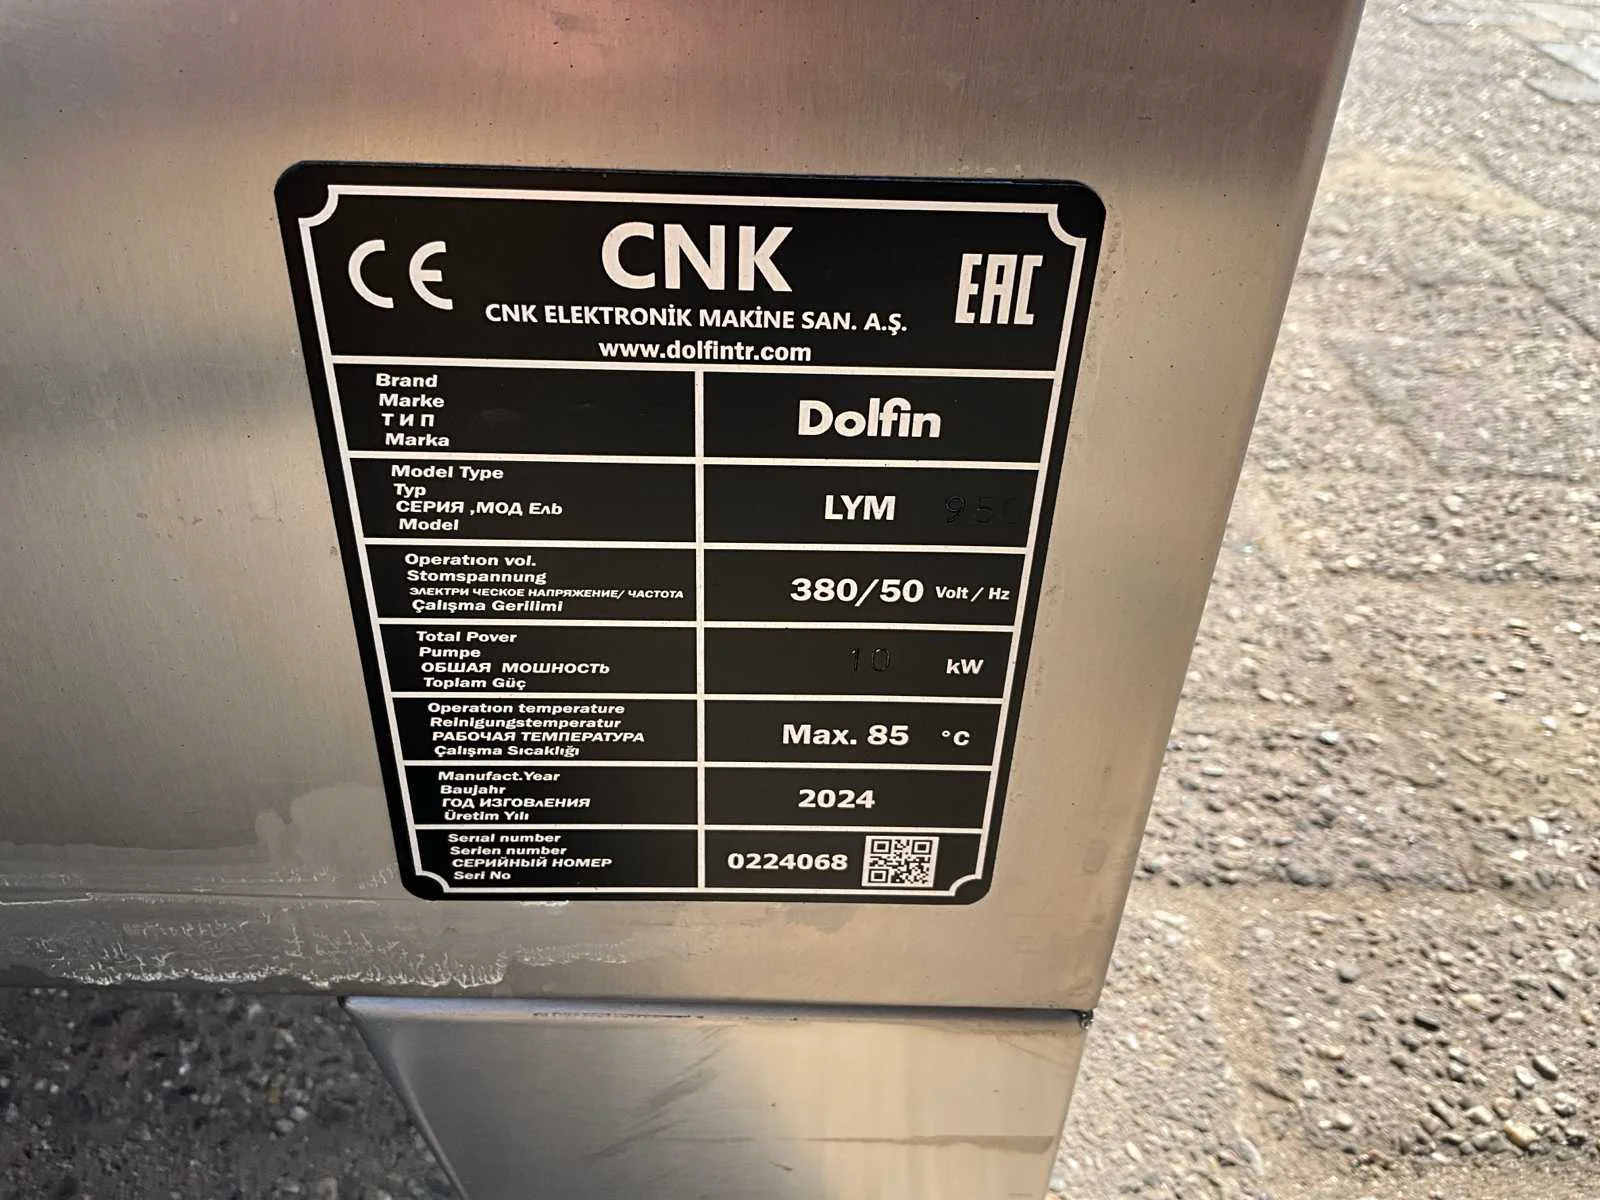 CE
CNK
EAC
CNK ELEKTRONİK MAKİNE SAN. A.Ş.
www.dolfintr.com
Brand
Marke
ТИП
Marka
Dolfin
Model Type
Typ
СЕРИЯ ,МОД Ель
Model
LYM 950
Operation vol.
Stomspannung
ЭЛЕКТРИ ЧЕСКОЕ НАПРЯЖЕНИЕ/ ЧАСТОТА
Çalışma Gerilimi
380/50 Volt / Hz
Total Pover
Pumpe
ОБШАЯ МОШНОСТЬ
Toplam Güç
10 kW
Operation temperature
Reinigungstemperatur
РАБОЧАЯ ТЕМПЕРАТУРА
Çalışma Sıcaklığı
Max. 85 °C
Manufact.Year
Baujahr
ГОД ИЗГОВЛЕНИЯ
Üretim Yılı
2024
Serial number
Serien number
СЕРИЙНЫЙ НОМЕР
Seri No
0224068